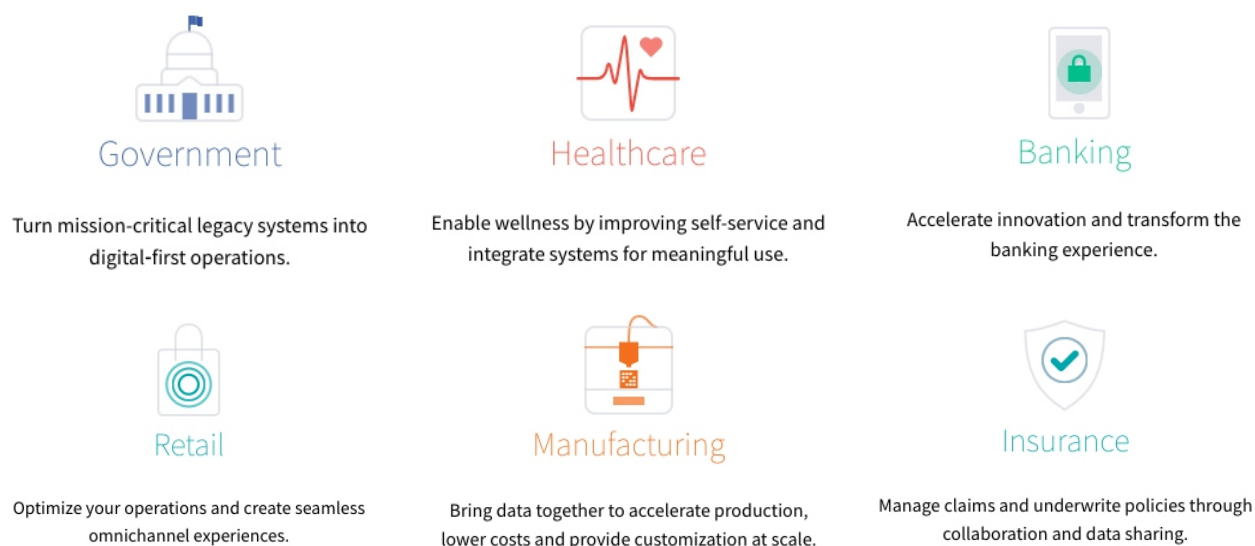 Government
Turn mission-critical legacy systems into
digital-first operations.
Healthcare
Enable wellness by improving self-service and
integrate systems for meaningful use.
Banking
Accelerate innovation and transform the
banking experience.
Retail
Optimize your operations and create seamless
omnichannel experiences.
Manufacturing
Bring data together to accelerate production,
lower costs and provide customization at scale.
Insurance
Manage claims and underwrite policies through
collaboration and data sharing.